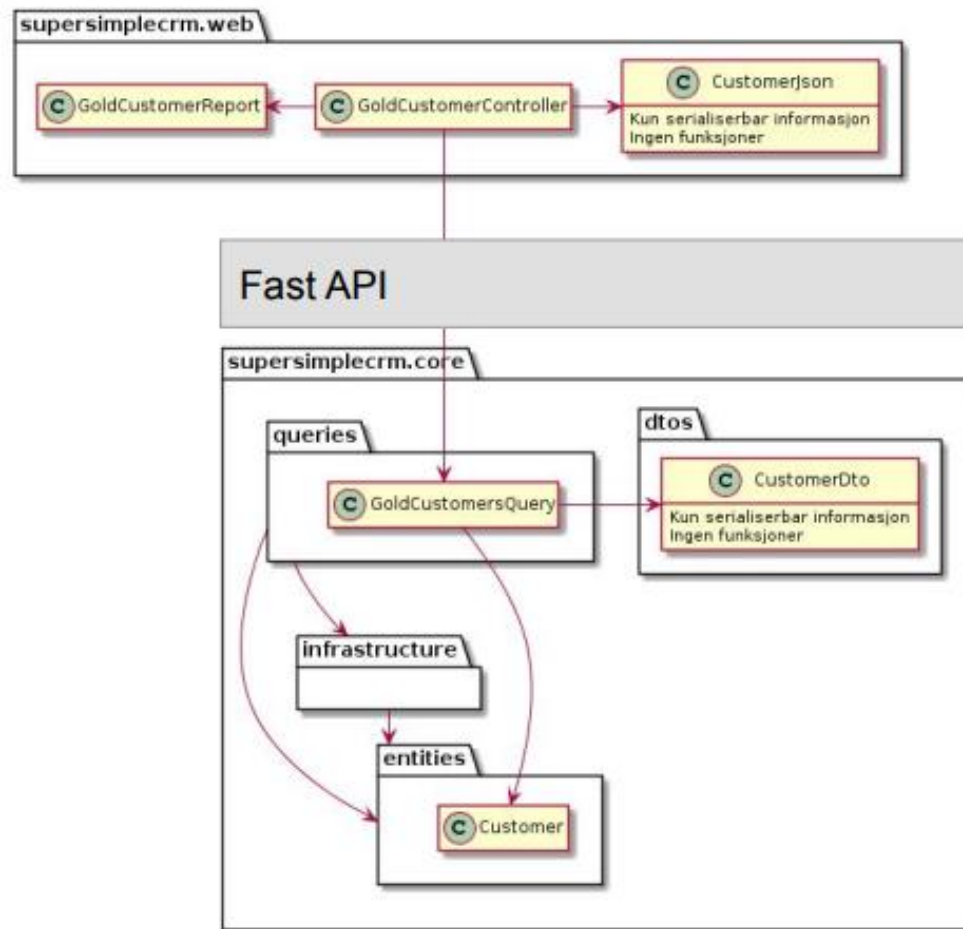 supersimplecrm.web
C GoldCustomerReport
C GoldCustomerController
C CustomerJson
Kun serialiserbar informasjon
Ingen funksjoner
Fast API
supersimplecrm.core
queries
C GoldCustomersQuery
dtos
C CustomerDto
Kun serialiserbar informasjon
Ingen funksjoner
infrastructure
entities
C Customer